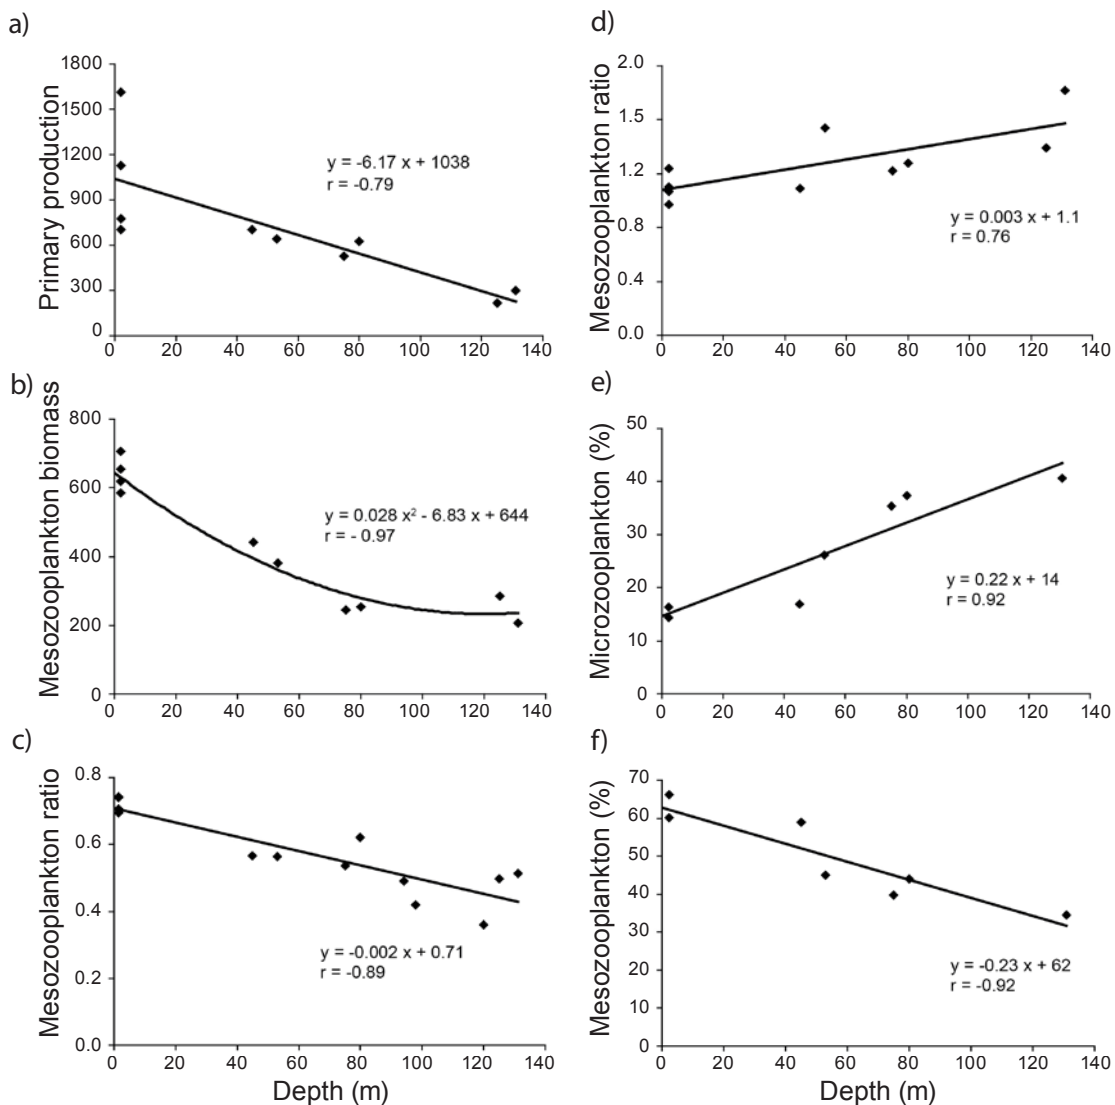 a)
Primary production
1800
1500
1200
900
600
300
0
y = -6.17 x + 1038
r = -0.79
0 20 40 60 80 100 120 140
b)
Mesozooplankton biomass
800
600
400
200
0
y = 0.028 x² - 6.83 x + 644
r = - 0.97
0 20 40 60 80 100 120 140
c)
Mesozooplankton ratio
0.8
0.6
0.4
0.2
0.0
y = -0.002 x + 0.71
r = -0.89
0 20 40 60 80 100 120 140
Depth (m)
d)
Mesozooplankton ratio
2.0
1.5
1.2
0.8
0.4
0.0
y = 0.003 x + 1.1
r = 0.76
0 20 40 60 80 100 120 140
e)
Microzooplankton (%)
50
40
30
20
10
0
y = 0.22 x + 14
r = 0.92
0 20 40 60 80 100 120 140
f)
Mesozooplankton (%)
70
60
50
40
30
20
10
0
y = -0.23 x + 62
r = -0.92
0 20 40 60 80 100 120 140
Depth (m)